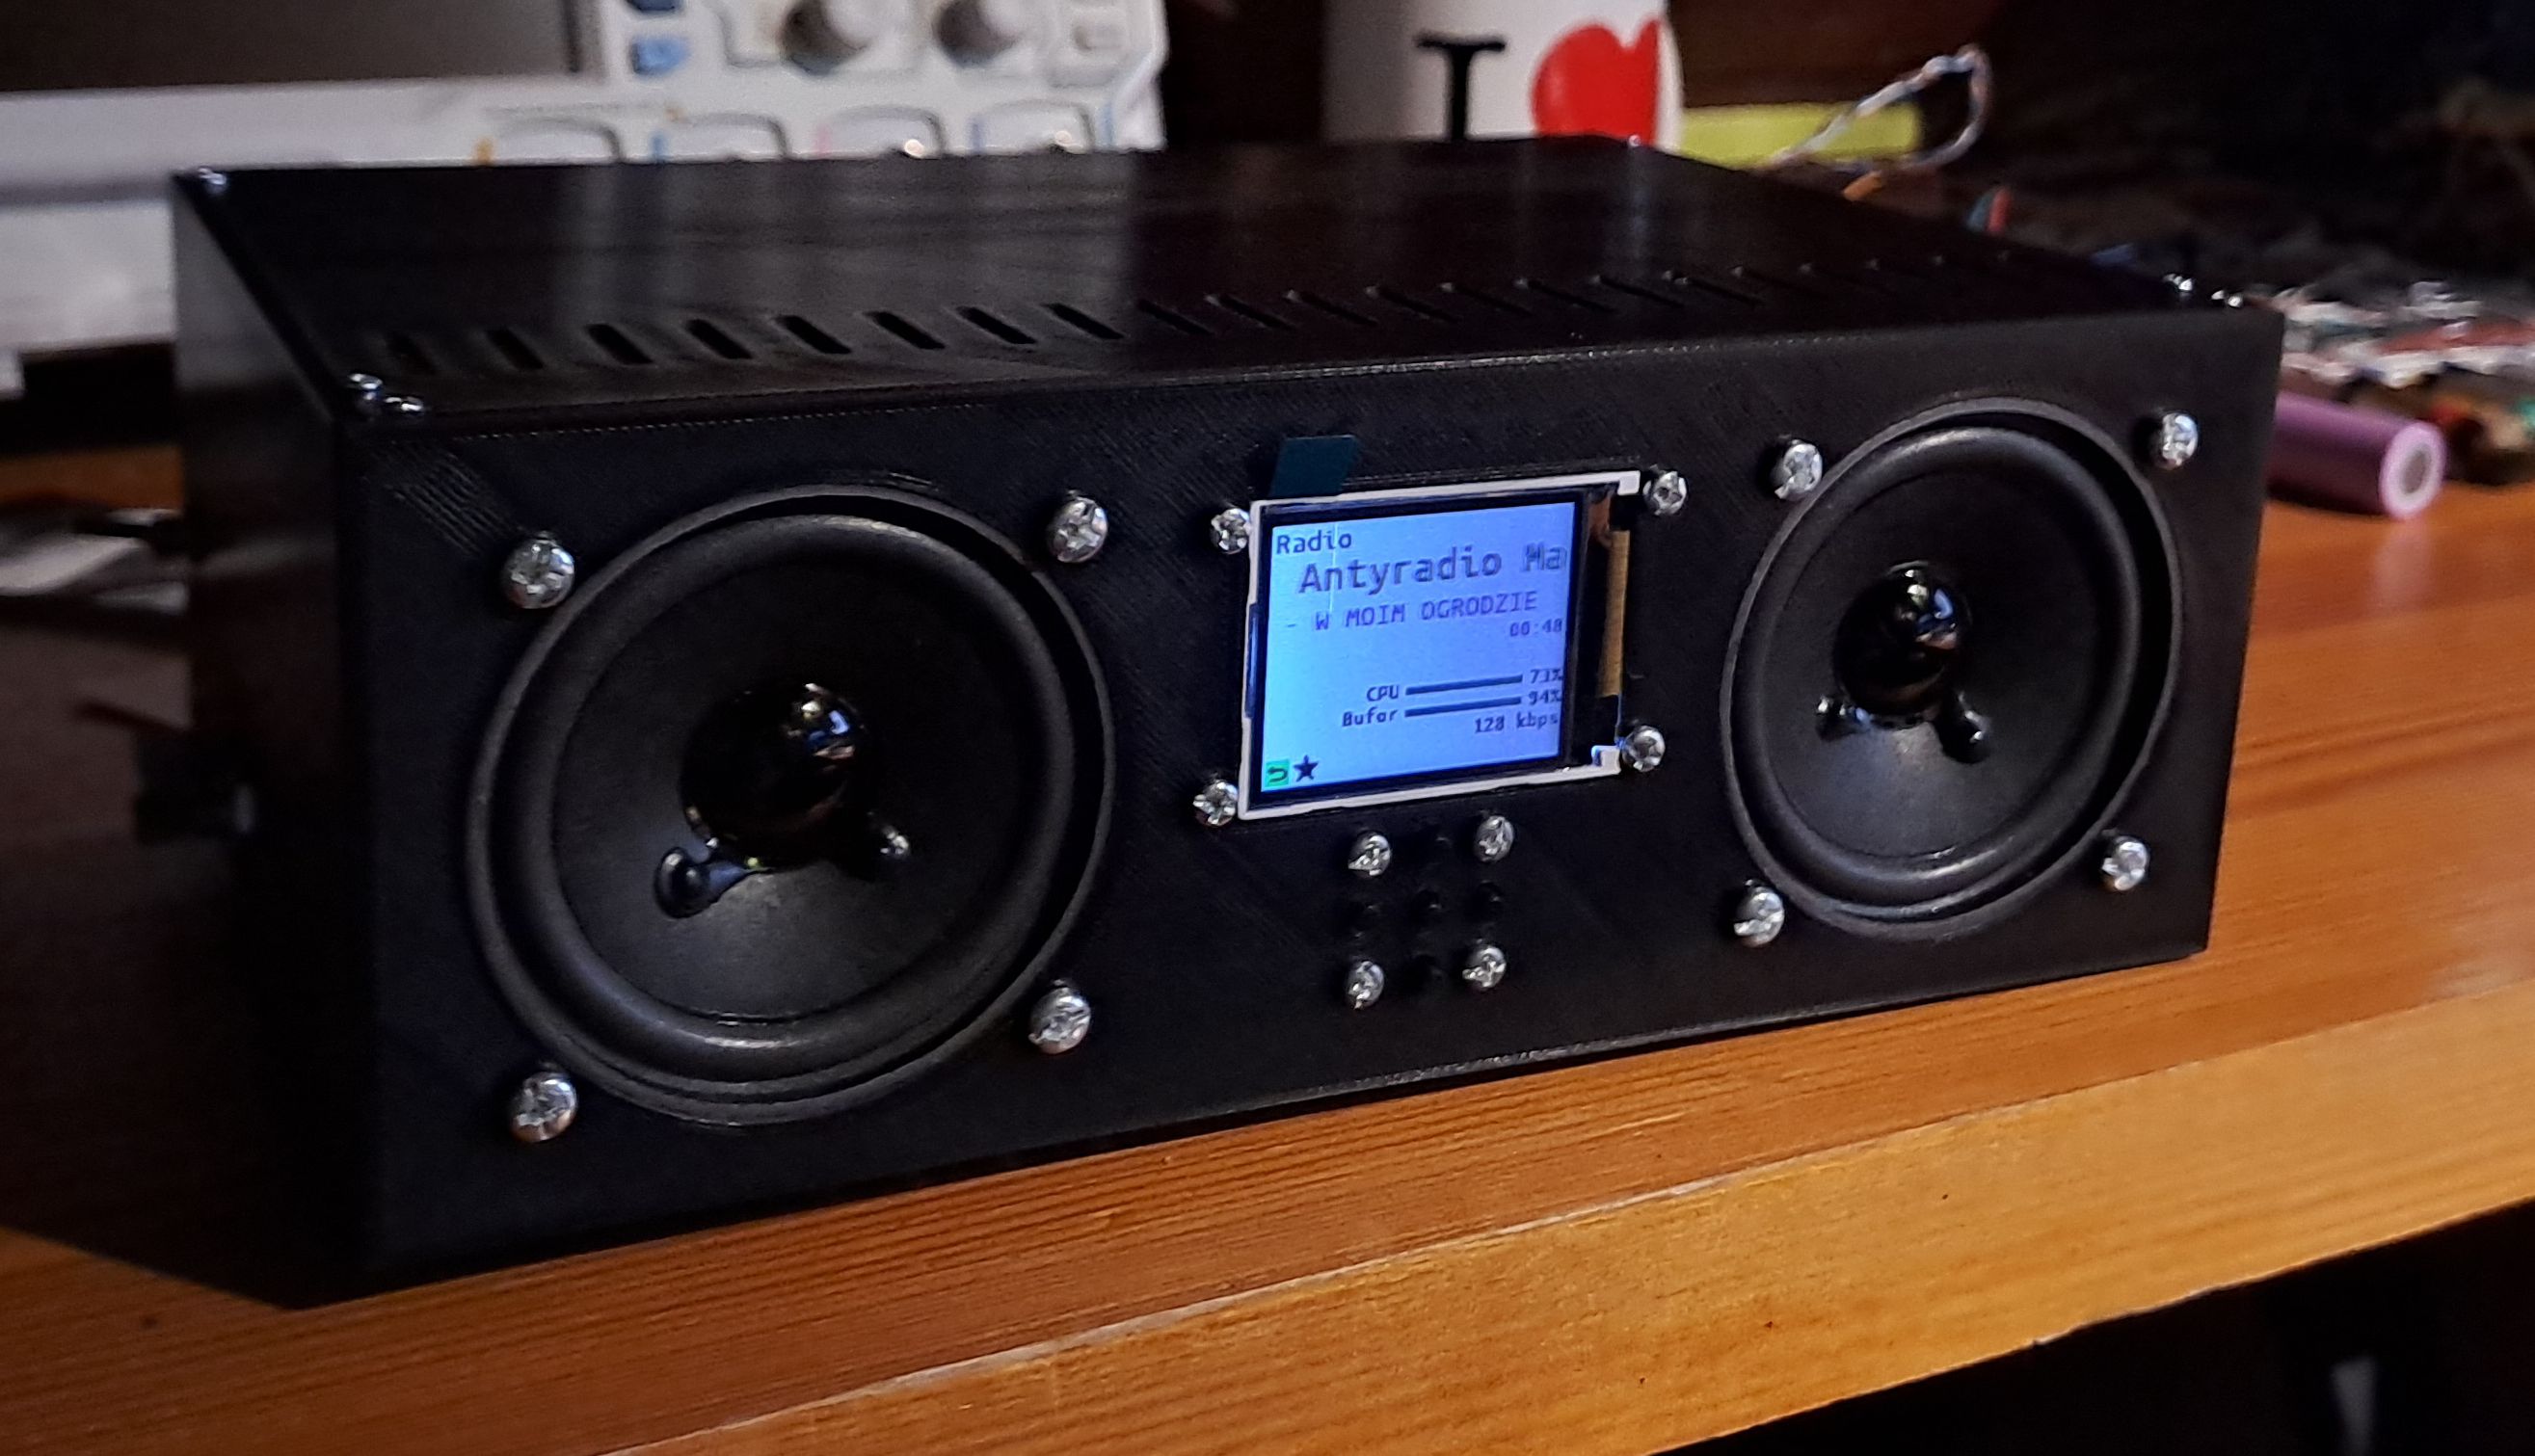 I
Radio
Antyradio Ma
- W MOIM OGRODZIE
00:48
CPU 73%
Bufor 94%
128 kbps